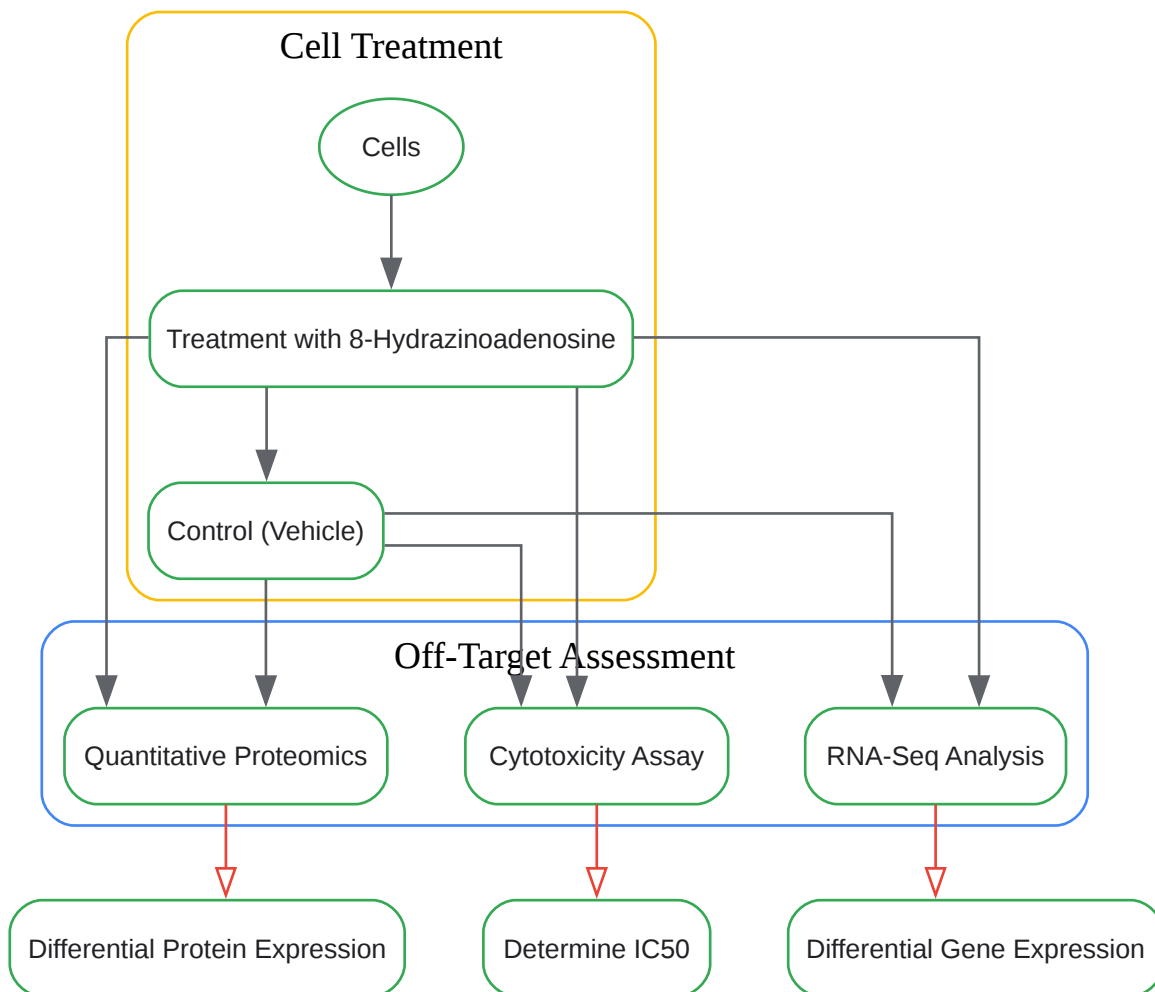 Cell Treatment
Cells
Treatment with 8-Hydrazinoadenosine
Control (Vehicle)
Off-Target Assessment
Quantitative Proteomics
Cytotoxicity Assay
RNA-Seq Analysis
Differential Protein Expression
Determine IC50
Differential Gene Expression